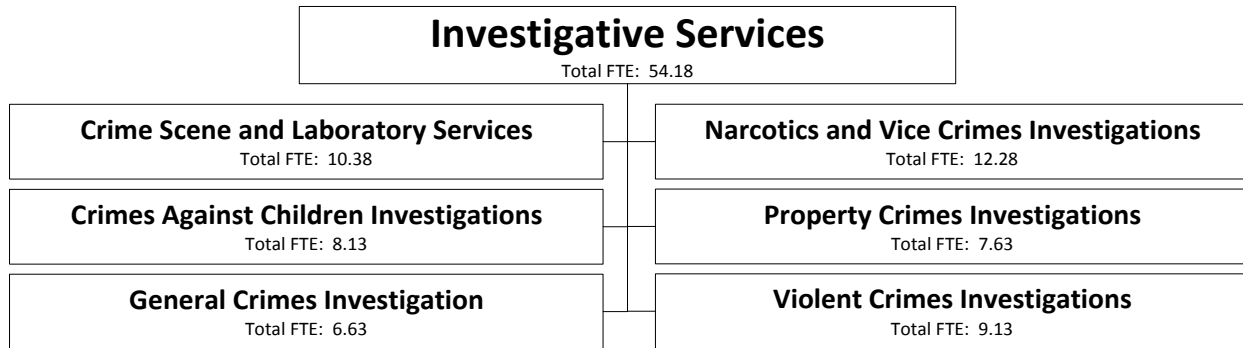 Investigative Services
Total FTE: 54.18
Crime Scene and Laboratory Services
Total FTE: 10.38
Narcotics and Vice Crimes Investigations
Total FTE: 12.28
Crimes Against Children Investigations
Total FTE: 8.13
Property Crimes Investigations
Total FTE: 7.63
General Crimes Investigation
Total FTE: 6.63
Violent Crimes Investigations
Total FTE: 9.13